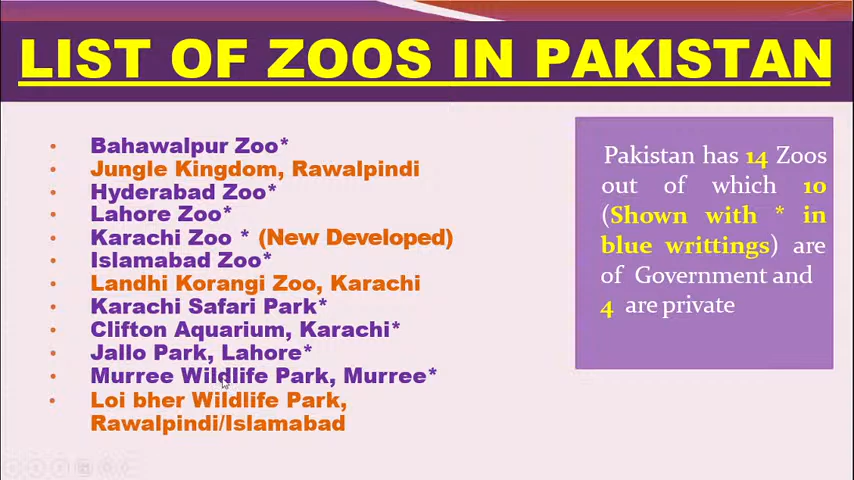 LIST OF ZOOS IN PAKISTAN
• Bahawalpur Zoo*
• Jungle Kingdom, Rawalpindi
• Hyderabad Zoo*
• Lahore Zoo*
• Karachi Zoo * (New Developed)
• Islamabad Zoo*
• Landhi Korangi Zoo, Karachi
• Karachi Safari Park*
• Clifton Aquarium, Karachi*
• Jallo Park, Lahore*
• Murree Wildlife Park, Murree*
• Loi bher Wildlife Park,
Rawalpindi/Islamabad
Pakistan has 14 Zoos
out of which 10
(Shown with * in
blue writtings) are
of Government and
4 are private